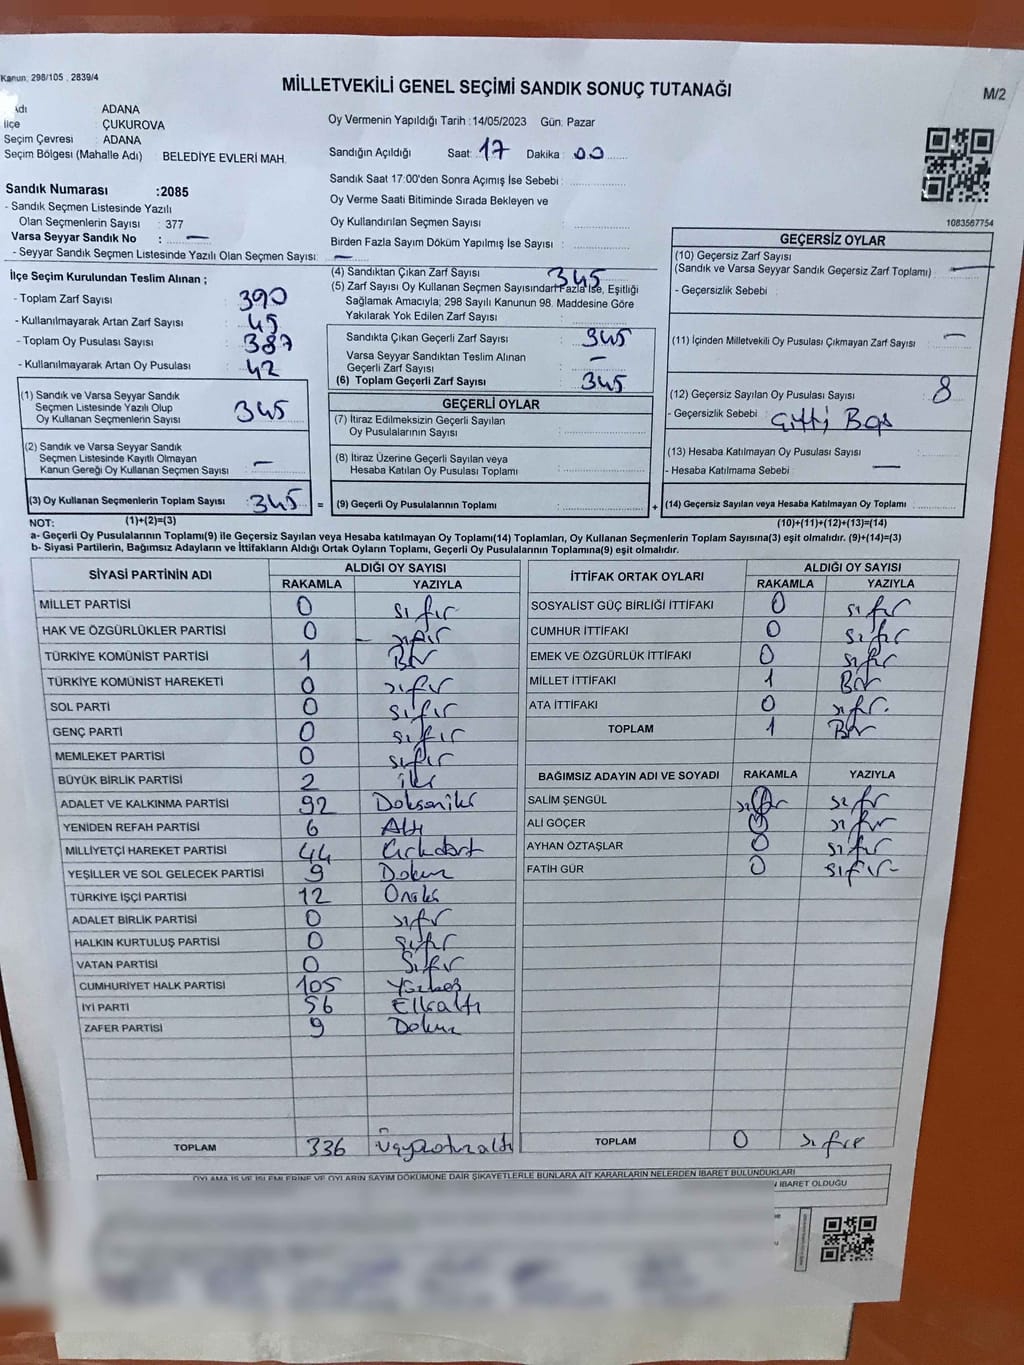 Kanun: 298/105 , 2839/4
MİLLETVEKİLİ GENEL SEÇİMİ SANDIK SONUÇ TUTANAĞI
M/2
Adı ADANA
İlçe ÇUKUROVA
Seçim Çevresi ADANA
Seçim Bölgesi (Mahalle Adı) BELEDİYE EVLERİ MAH.
Sandık Numarası :2085
- Sandık Seçmen Listesinde Yazılı
Olan Seçmenlerin Sayısı : 377
Varsa Seyyar Sandık No : —
- Seyyar Sandık Seçmen Listesinde Yazılı Olan Seçmen Sayısı: —
Oy Vermenin Yapıldığı Tarih :14/05/2023 Gün: Pazar
Sandığın Açıldığı Saat: 17 Dakika : 00
Sandık Saat 17:00'den Sonra Açımış İse Sebebi :
Oy Verme Saati Bitiminde Sırada Bekleyen ve
Oy Kullandırılan Seçmen Sayısı :
Birden Fazla Sayım Döküm Yapılmış İse Sayısı :
1083567754
İlçe Seçim Kurulundan Teslim Alınan ;
- Toplam Zarf Sayısı : 390
- Kullanılmayarak Artan Zarf Sayısı : 45
- Toplam Oy Pusulası Sayısı : 387
- Kullanılmayarak Artan Oy Pusulası : 42
(1) Sandık ve Varsa Seyyar Sandık
Seçmen Listesinde Yazılı Olup
Oy Kullanan Seçmenlerin Sayısı : 345
(2) Sandık ve Varsa Seyyar Sandık
Seçmen Listesinde Kayıtlı Olmayan
Kanun Gereği Oy Kullanan Seçmen Sayısı : —
(3) Oy Kullanan Seçmenlerin Toplam Sayısı : 345
(4) Sandıktan Çıkan Zarf Sayısı : 345
(5) Zarf Sayısı Oy Kullanan Seçmen Sayısından Fazla İse, Eşitliği
Sağlamak Amacıyla; 298 Sayılı Kanunun 98. Maddesine Göre
Yakılarak Yok Edilen Zarf Sayısı :
Sandıkta Çıkan Geçerli Zarf Sayısı : 345
Varsa Seyyar Sandıktan Teslim Alınan
Geçerli Zarf Sayısı : —
(6) Toplam Geçerli Zarf Sayısı : 345
GEÇERLİ OYLAR
(7) İtiraz Edilmeksizin Geçerli Sayılan
Oy Pusulalarının Sayısı :
(8) İtiraz Üzerine Geçerli Sayılan veya
Hesaba Katılan Oy Pusulası Toplamı :
= (9) Geçerli Oy Pusulalarının Toplamı :
GEÇERSİZ OYLAR
(10) Geçersiz Zarf Sayısı
(Sandık ve Varsa Seyyar Sandık Geçersiz Zarf Toplamı) : —
- Geçersizlik Sebebi :
(11) İçinden Milletvekili Oy Pusulası Çıkmayan Zarf Sayısı : —
(12) Geçersiz Sayılan Oy Pusulası Sayısı : 8
- Geçersizlik Sebebi : Çifti Boş
(13) Hesaba Katılmayan Oy Pusulası Sayısı :
- Hesaba Katılmama Sebebi : —
+ (14) Geçersiz Sayılan veya Hesaba Katılmayan Oy Toplamı :
NOT: (1)+(2)=(3) (10)+(11)+(12)+(13)=(14)
a- Geçerli Oy Pusulalarının Toplamı(9) ile Geçersiz Sayılan veya Hesaba Katılmayan Oy Toplamı(14) Toplamları, Oy Kullanan Seçmenlerin Toplam Sayısına(3) eşit olmalıdır. (9)+(14)=(3)
b- Siyasi Partilerin, Bağımsız Adayların ve İttifakların Aldığı Ortak Oyların Toplamı, Geçerli Oy Pusulalarının Toplamına(9) eşit olmalıdır.
SİYASİ PARTİNİN ADI ALDIĞI OY SAYISI
RAKAMLA YAZIYLA
MİLLET PARTİSİ 0 sıfır
HAK VE ÖZGÜRLÜKLER PARTİSİ 0 sıfır
TÜRKİYE KOMÜNİST PARTİSİ 1 Bir
TÜRKİYE KOMÜNİST HAREKETİ 0 sıfır
SOL PARTİ 0 sıfır
GENÇ PARTİ 0 sıfır
MEMLEKET PARTİSİ 0 sıfır
BÜYÜK BİRLİK PARTİSİ 2 iki
ADALET VE KALKINMA PARTİSİ 92 Doksaniki
YENİDEN REFAH PARTİSİ 6 Altı
MİLLİYETÇİ HAREKET PARTİSİ 44 Kırkdört
YEŞİLLER VE SOL GELECEK PARTİSİ 9 Dokuz
TÜRKİYE İŞÇİ PARTİSİ 12 Oniki
ADALET BİRLİK PARTİSİ 0 sıfır
HALKIN KURTULUŞ PARTİSİ 0 sıfır
VATAN PARTİSİ 0 Sıfır
CUMHURİYET HALK PARTİSİ 105 Yüzbeş
İYİ PARTİ 56 Ellialtı
ZAFER PARTİSİ 9 Dokuz
TOPLAM 336 Üçyüzotuzaltı
İTTİFAK ORTAK OYLARI ALDIĞI OY SAYISI
RAKAMLA YAZIYLA
SOSYALİST GÜÇ BİRLİĞİ İTTİFAKI 0 sıfır
CUMHUR İTTİFAKI 0 sıfır
EMEK VE ÖZGÜRLÜK İTTİFAKI 0 sıfır
MİLLET İTTİFAKI 1 Bir
ATA İTTİFAKI 0 sıfır.
TOPLAM 1 Bir
BAĞIMSIZ ADAYIN ADI VE SOYADI RAKAMLA YAZIYLA
SALİM ŞENGÜL sıfır sıfır
ALİ GÖÇER 0 sıfır
AYHAN ÖZTAŞLAR 0 sıfır
FATİH GÜR 0 sıfır
TOPLAM 0 sıfır
OYLAMA İŞ VE İŞLEMLERİNE VE OYLARIN SAYIM DÖKÜMÜNE DAİR ŞİKAYETLERLE BUNLARA AİT KARARLARIN NELERDEN İBARET BULUNDUKLARI
N İBARET OLDUĞU